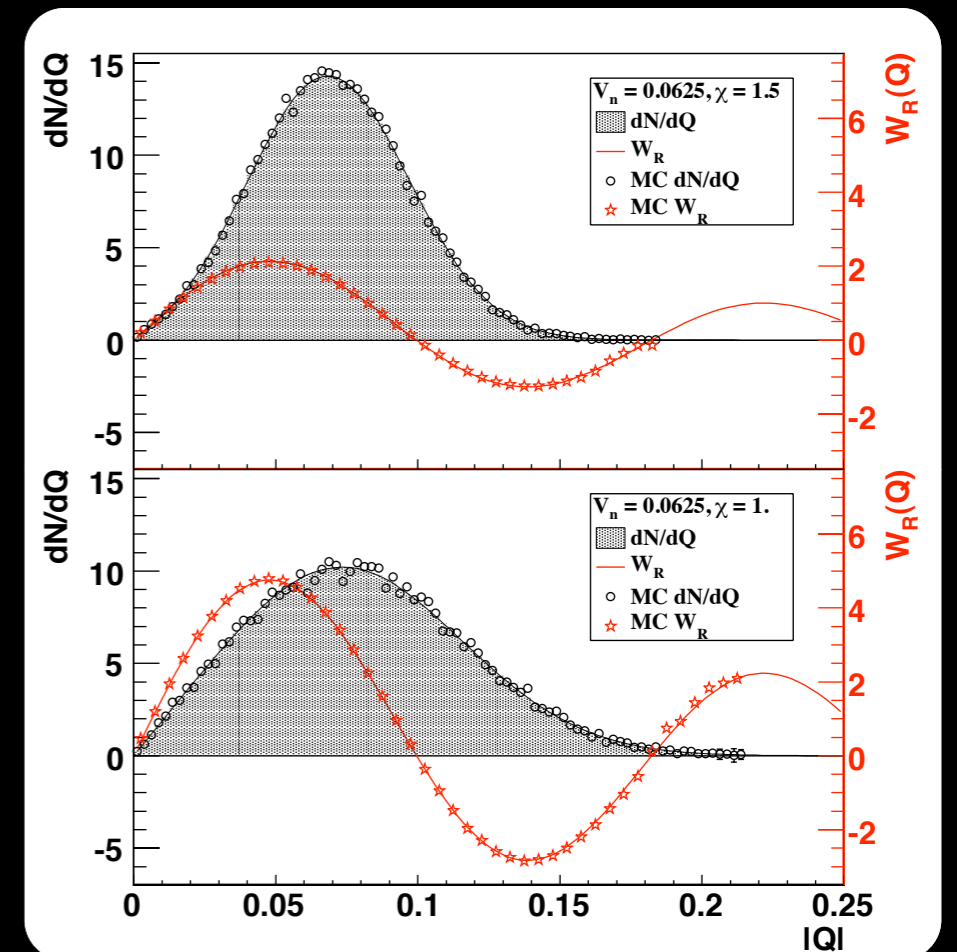 dN/dQ
15
10
5
0
-5
V_n = 0.0625, χ = 1.5
dN/dQ
W_R
MC dN/dQ
MC W_R
6
4
2
0
-2
W_R(Q)
dN/dQ
15
10
5
0
-5
V_n = 0.0625, χ = 1.
dN/dQ
W_R
MC dN/dQ
MC W_R
6
4
2
0
-2
W_R(Q)
0 0.05 0.1 0.15 0.2 0.25
|Q|